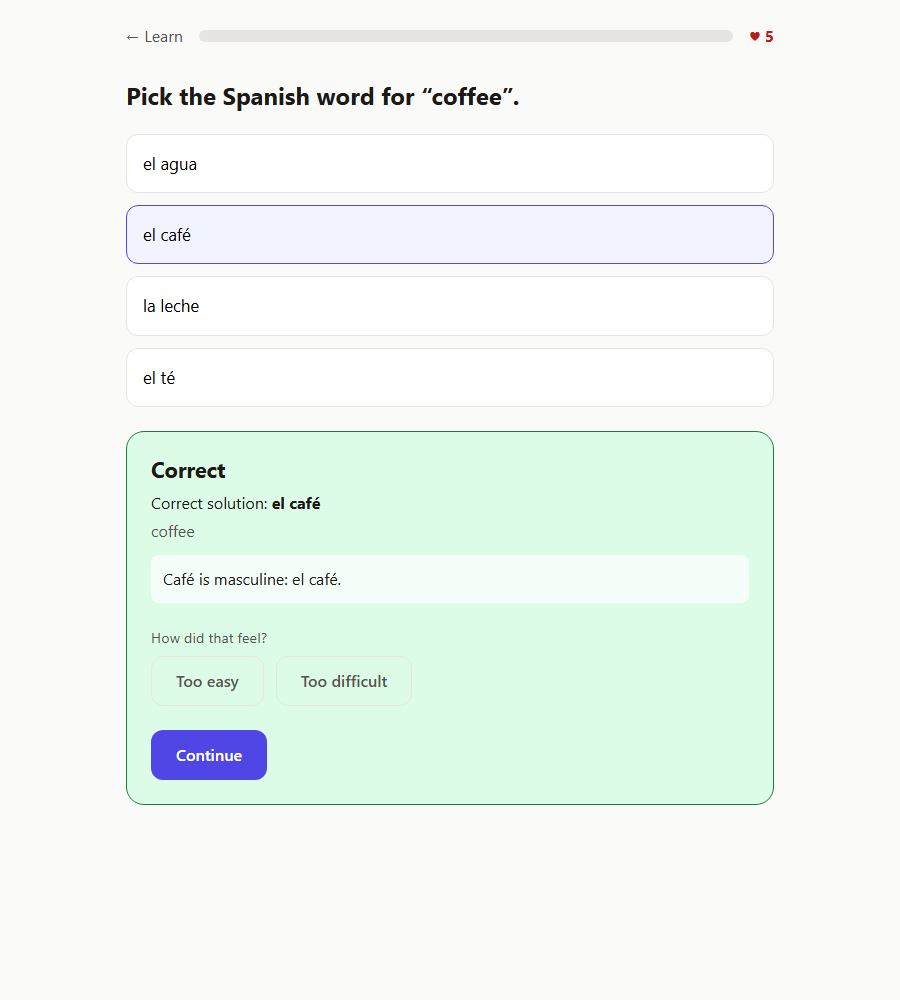 ← Learn
♥ 5
Pick the Spanish word for “coffee”.
el agua
el café
la leche
el té
Correct
Correct solution: el café
coffee
Café is masculine: el café.
How did that feel?
Too easy
Too difficult
Continue